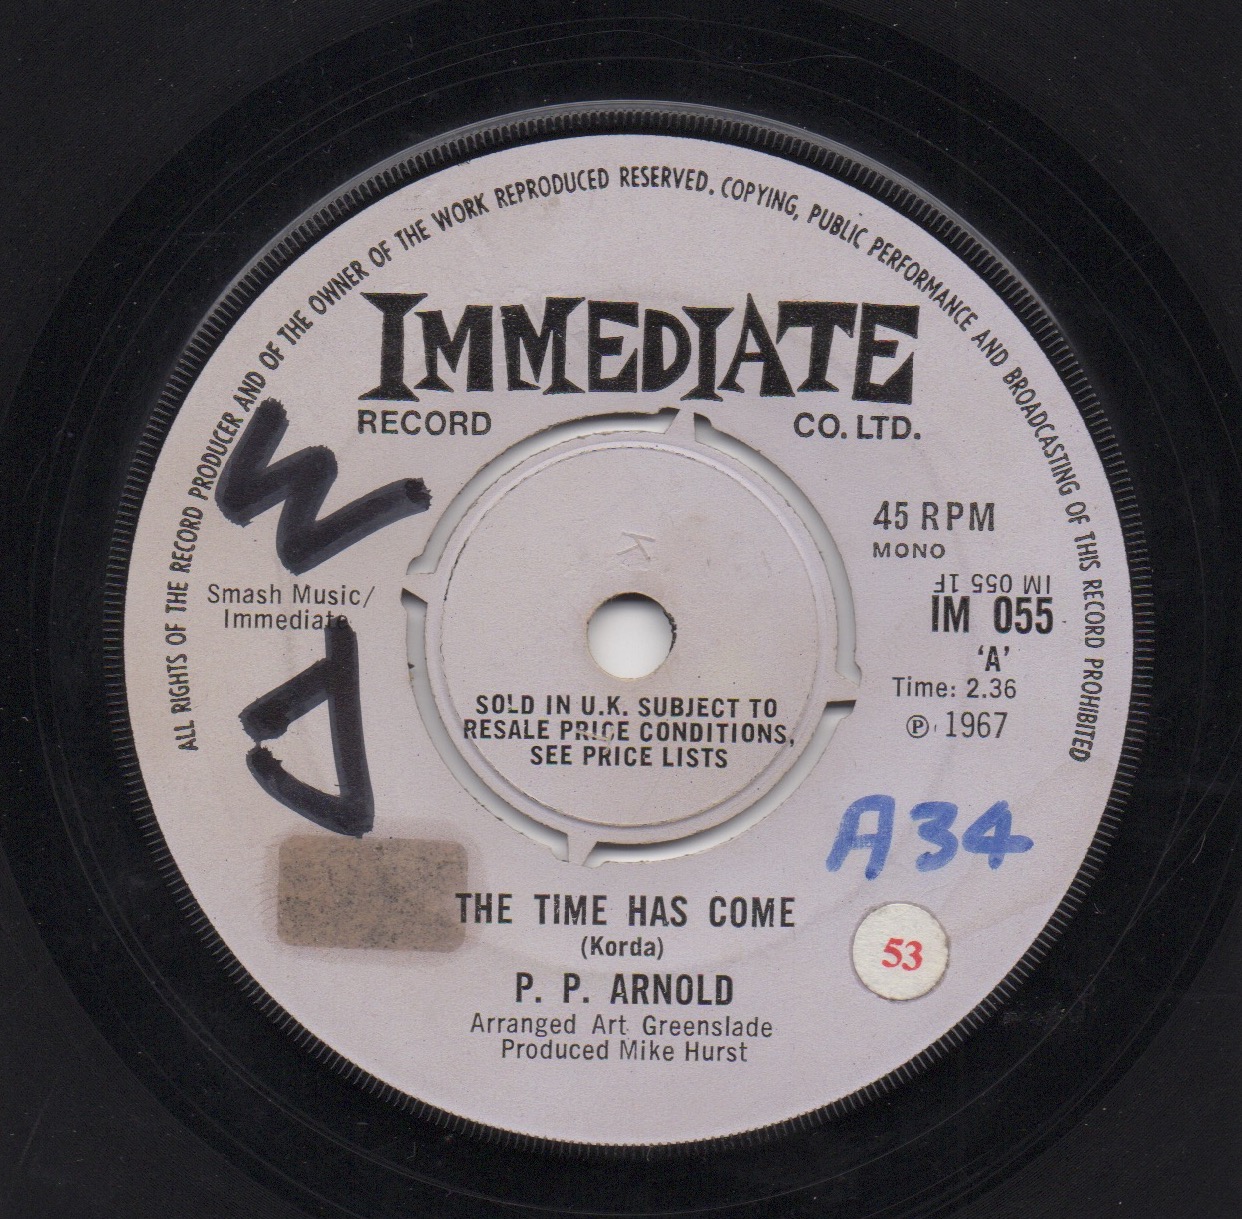 ALL RIGHTS OF THE RECORD PRODUCER AND OF THE OWNER OF THE WORK REPRODUCED RESERVED. COPYING, PUBLIC PERFORMANCE AND BROADCASTING OF THIS RECORD PROHIBITED
IMMEDIATE
RECORD CO. LTD.
45 RPM
MONO
IM 055 1F
IM 055
'A'
Time: 2.36
℗ 1967
Smash Music/
Immediate
SOLD IN U.K. SUBJECT TO
RESALE PRICE CONDITIONS,
SEE PRICE LISTS
A34
53
THE TIME HAS COME
(Korda)
P. P. ARNOLD
Arranged Art Greenslade
Produced Mike Hurst